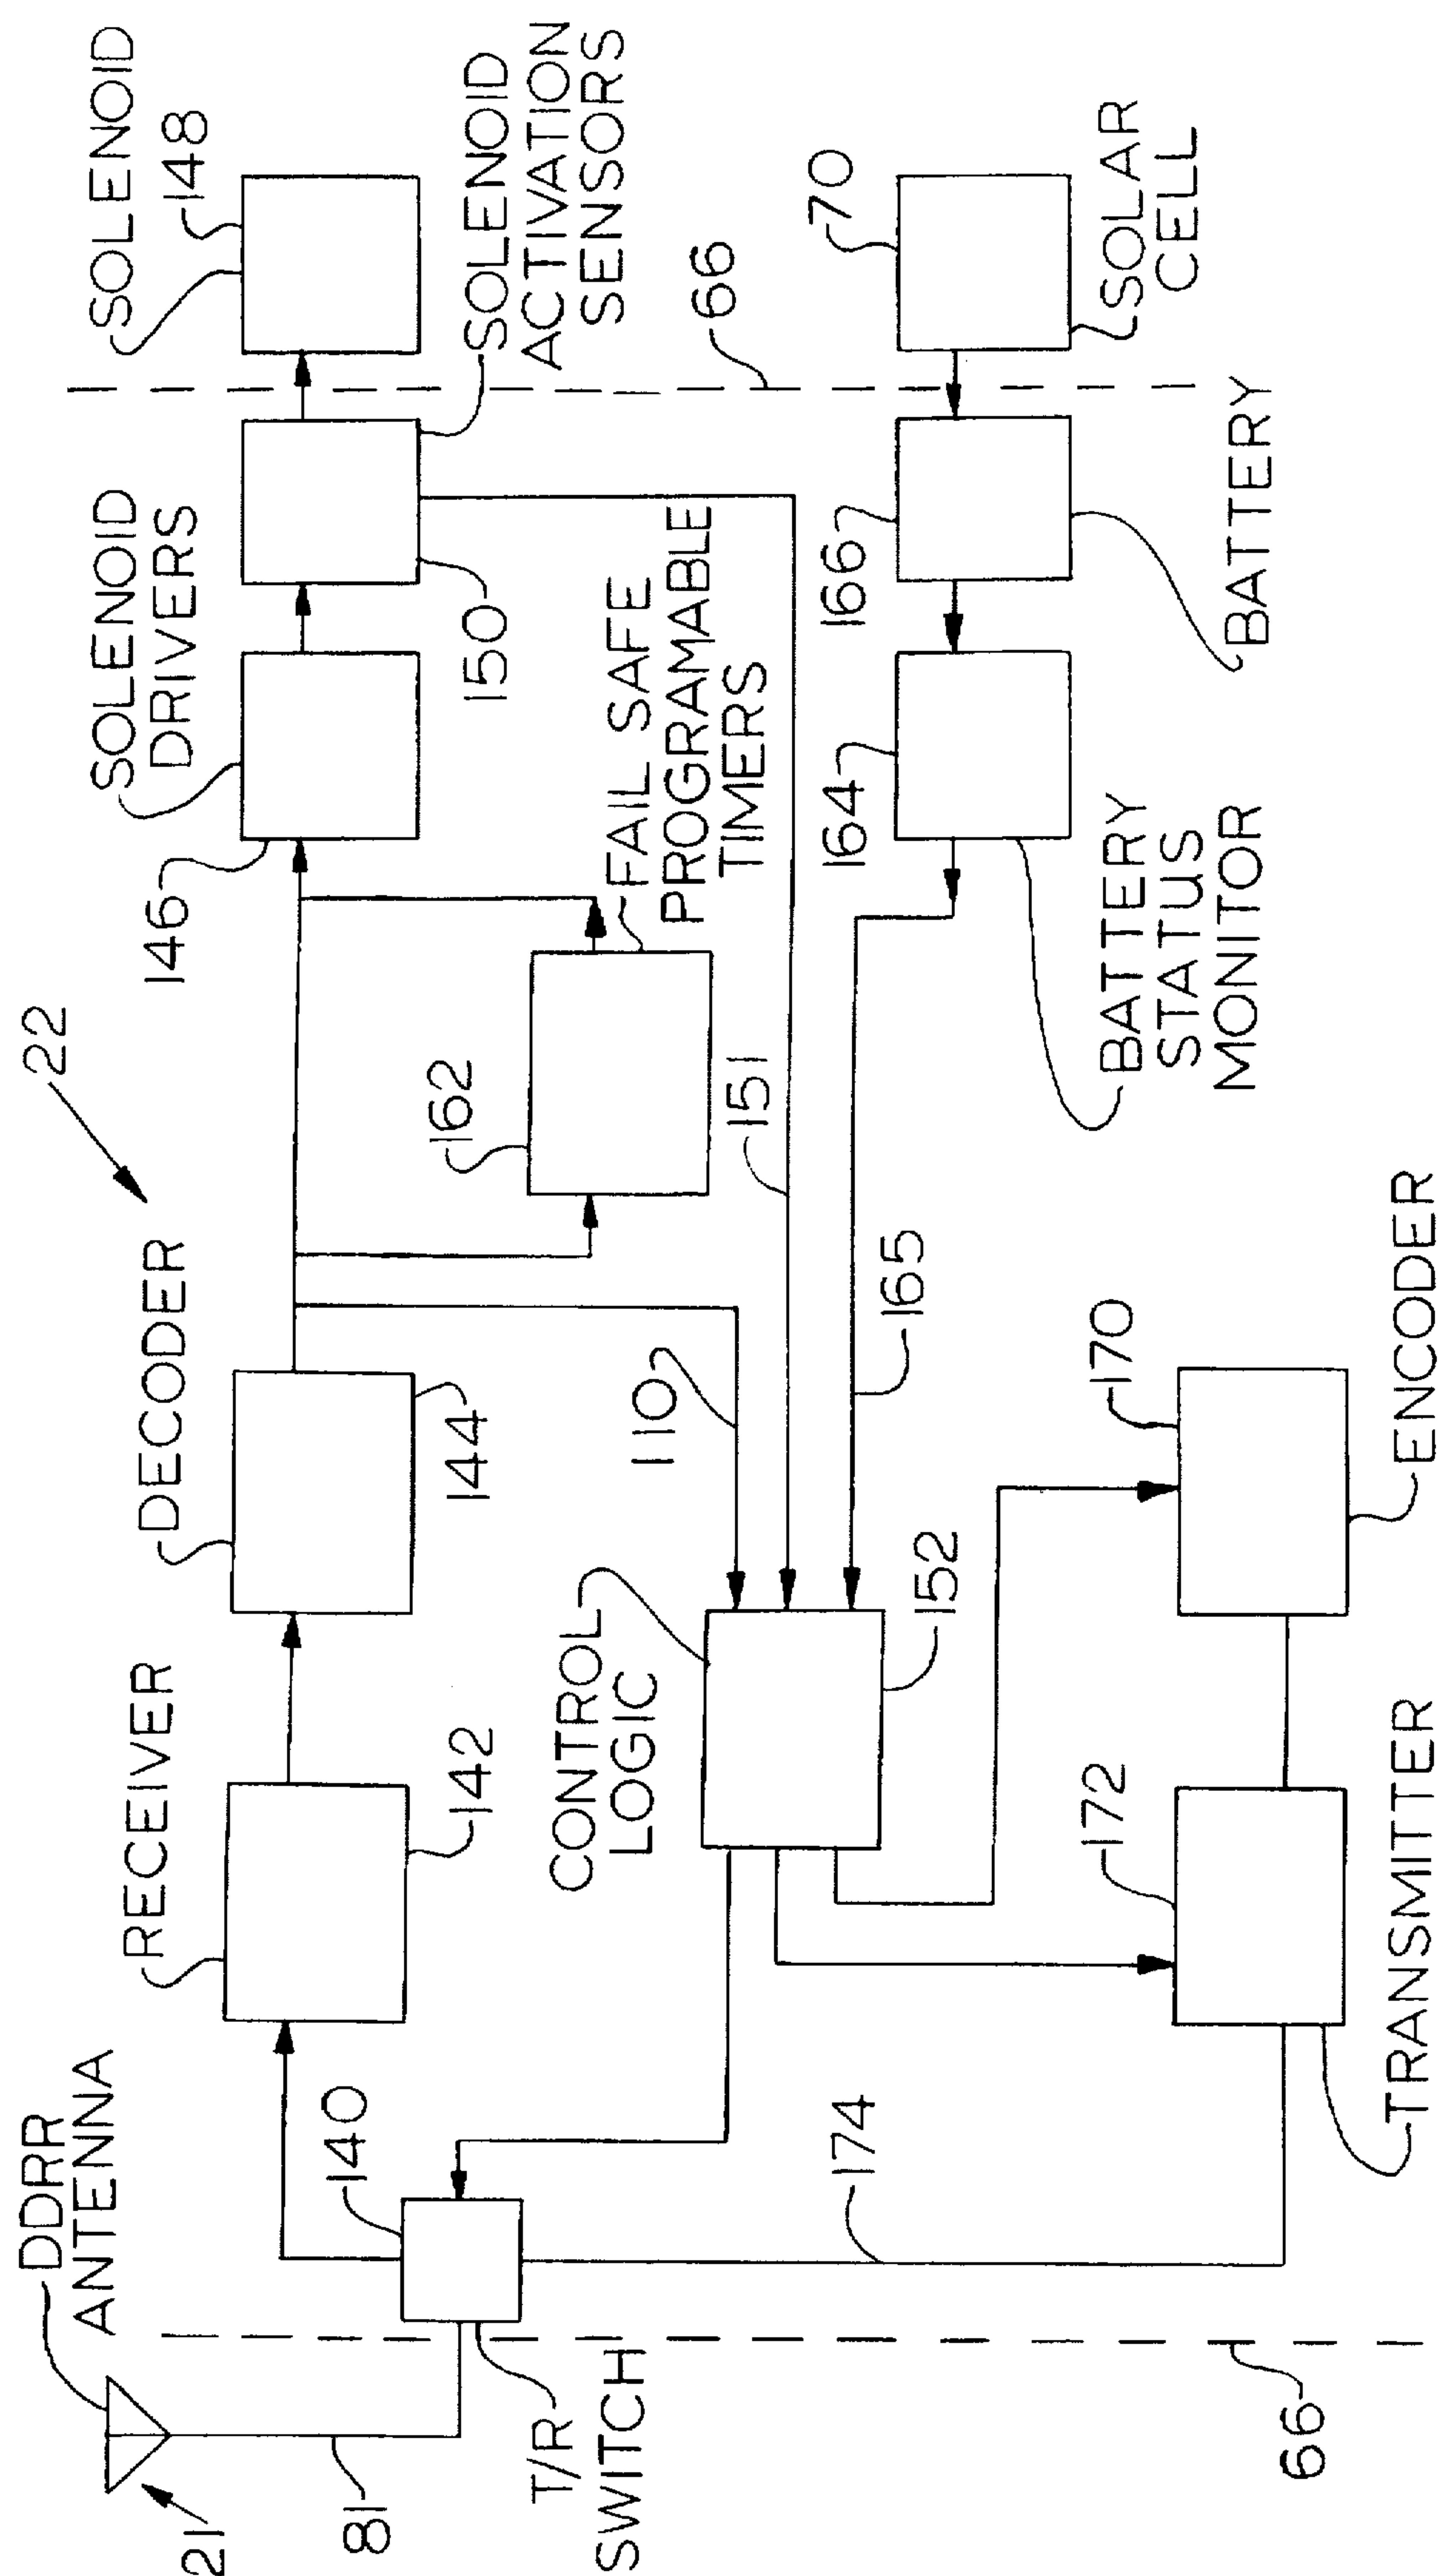 22
DDRR
ANTENNA
21
81
T/R
SWITCH
140
RECEIVER
142
DECODER
144
146
SOLENOID
DRIVERS
150
SOLENOID
148
SOLENOID
ACTIVATION
SENSORS
162
FAIL SAFE
PROGRAMABLE
TIMERS
66
110
151
165
CONTROL
LOGIC
152
164
BATTERY
STATUS
MONITOR
166
BATTERY
70
SOLAR
CELL
174
172
TRANSMITTER
170
ENCODER
66